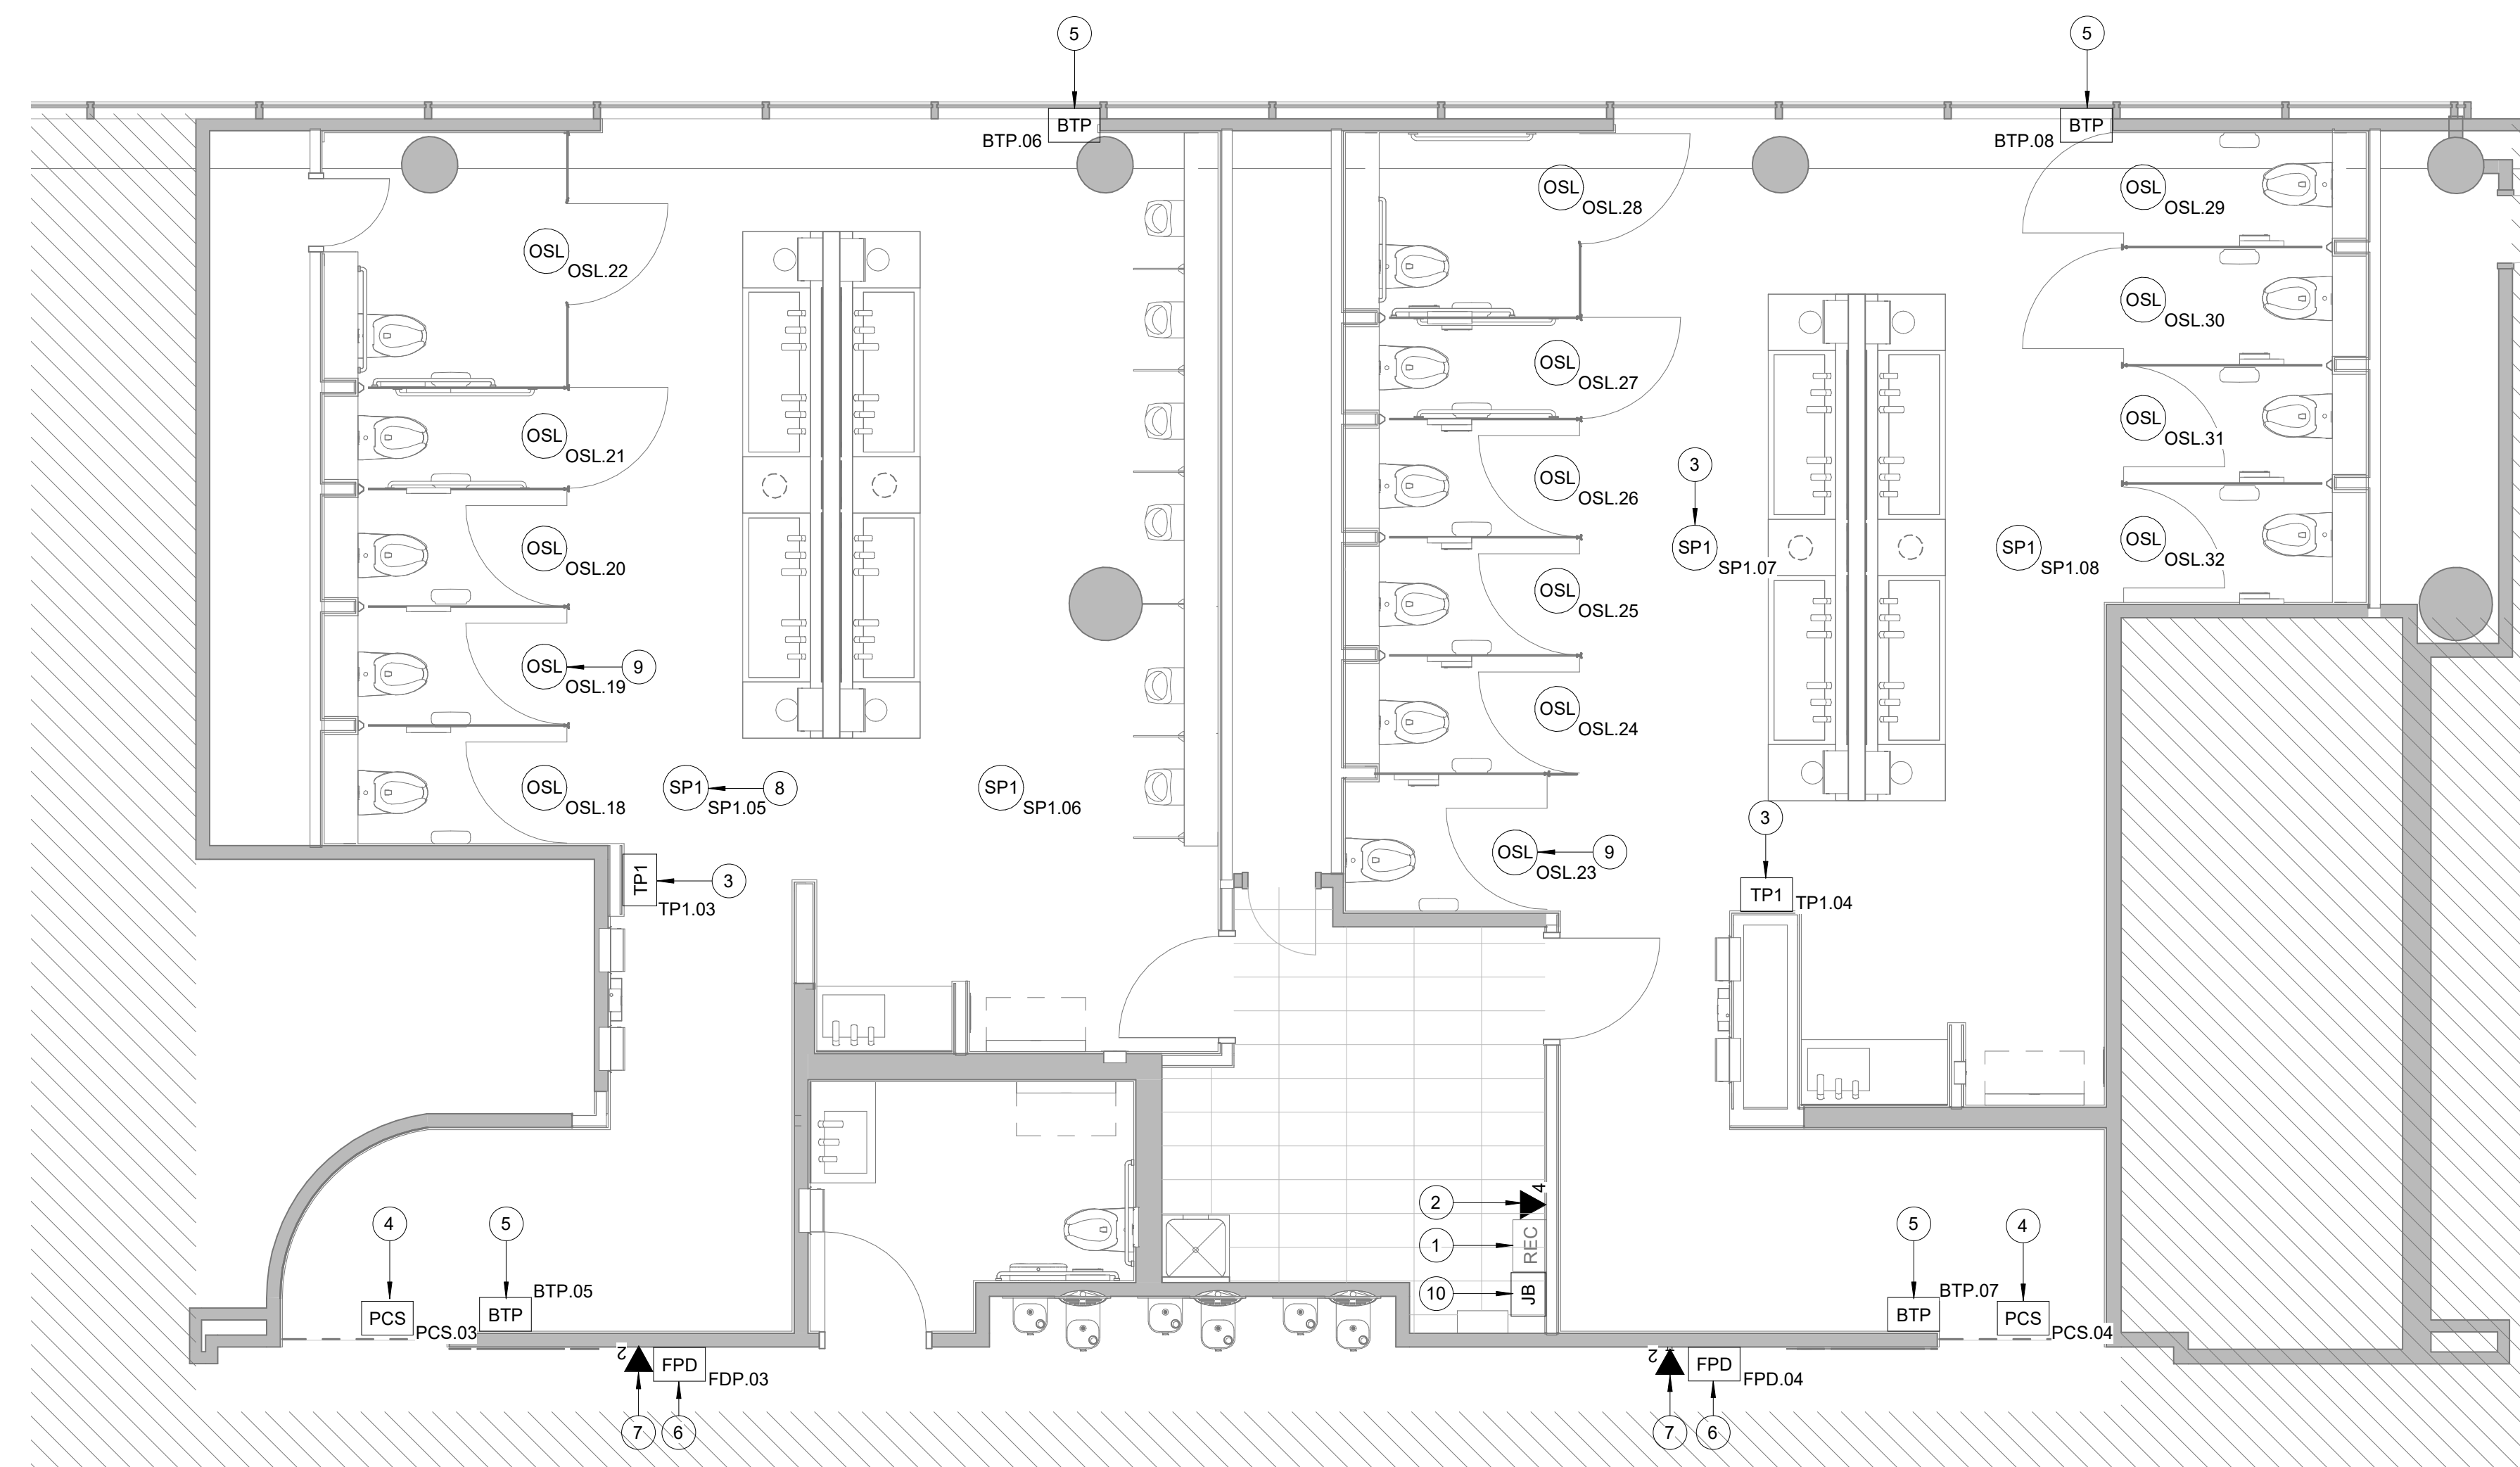 5
5
BTP
BTP.06
BTP
BTP.08
OSL
OSL.28
OSL
OSL.29
OSL
OSL.22
OSL
OSL.30
OSL
OSL.27
OSL
OSL.31
OSL
OSL.21
3
OSL
OSL.26
OSL
OSL.20
SP1
SP1.07
SP1
SP1.08
OSL
OSL.32
OSL
OSL.25
OSL
OSL.19
9
OSL
OSL.24
OSL
OSL.18
SP1
SP1.05
8
SP1
SP1.06
3
OSL
OSL.23
9
TP1
TP1.03
3
TP1
TP1.04
2
4
1
REC
10
JB
4
5
PCS
PCS.03
BTP
BTP.05
5
4
BTP
BTP.07
PCS
PCS.04
2
FPD
FDP.03
2
FPD
FPD.04
7
6
7
6